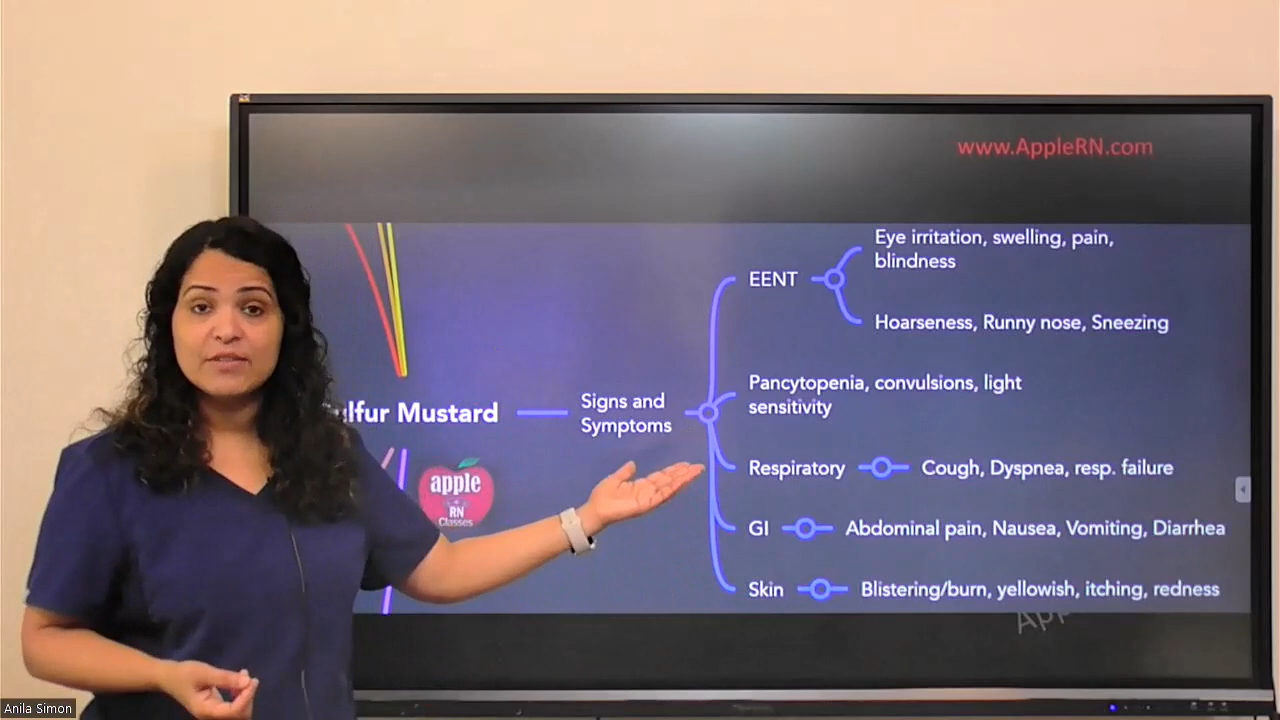 www.AppleRN.com
Eye irritation, swelling, pain,
blindness
EENT
Hoarseness, Runny nose, Sneezing
Pancytopenia, convulsions, light
sensitivity
Signs and
Symptoms
Mustard
Respiratory
Cough, Dyspnea, resp. failure
apple
RN
Classes
GI
Abdominal pain, Nausea, Vomiting, Diarrhea
Skin
Blistering/burn, yellowish, itching, redness
Anila Simon